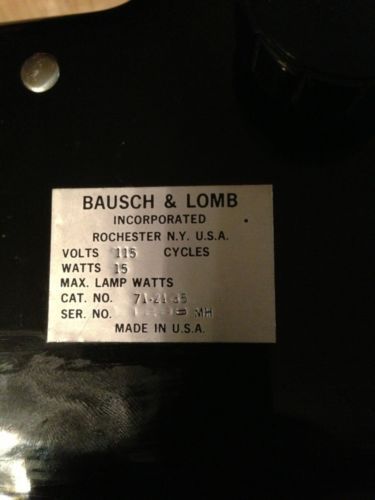 BAUSCH & LOMB
INCORPORATED
ROCHESTER N.Y. U.S.A.
VOLTS 115 CYCLES
WATTS 15
MAX. LAMP WATTS
CAT. NO. 71-21-35
SER. NO. MH
MADE IN U.S.A.